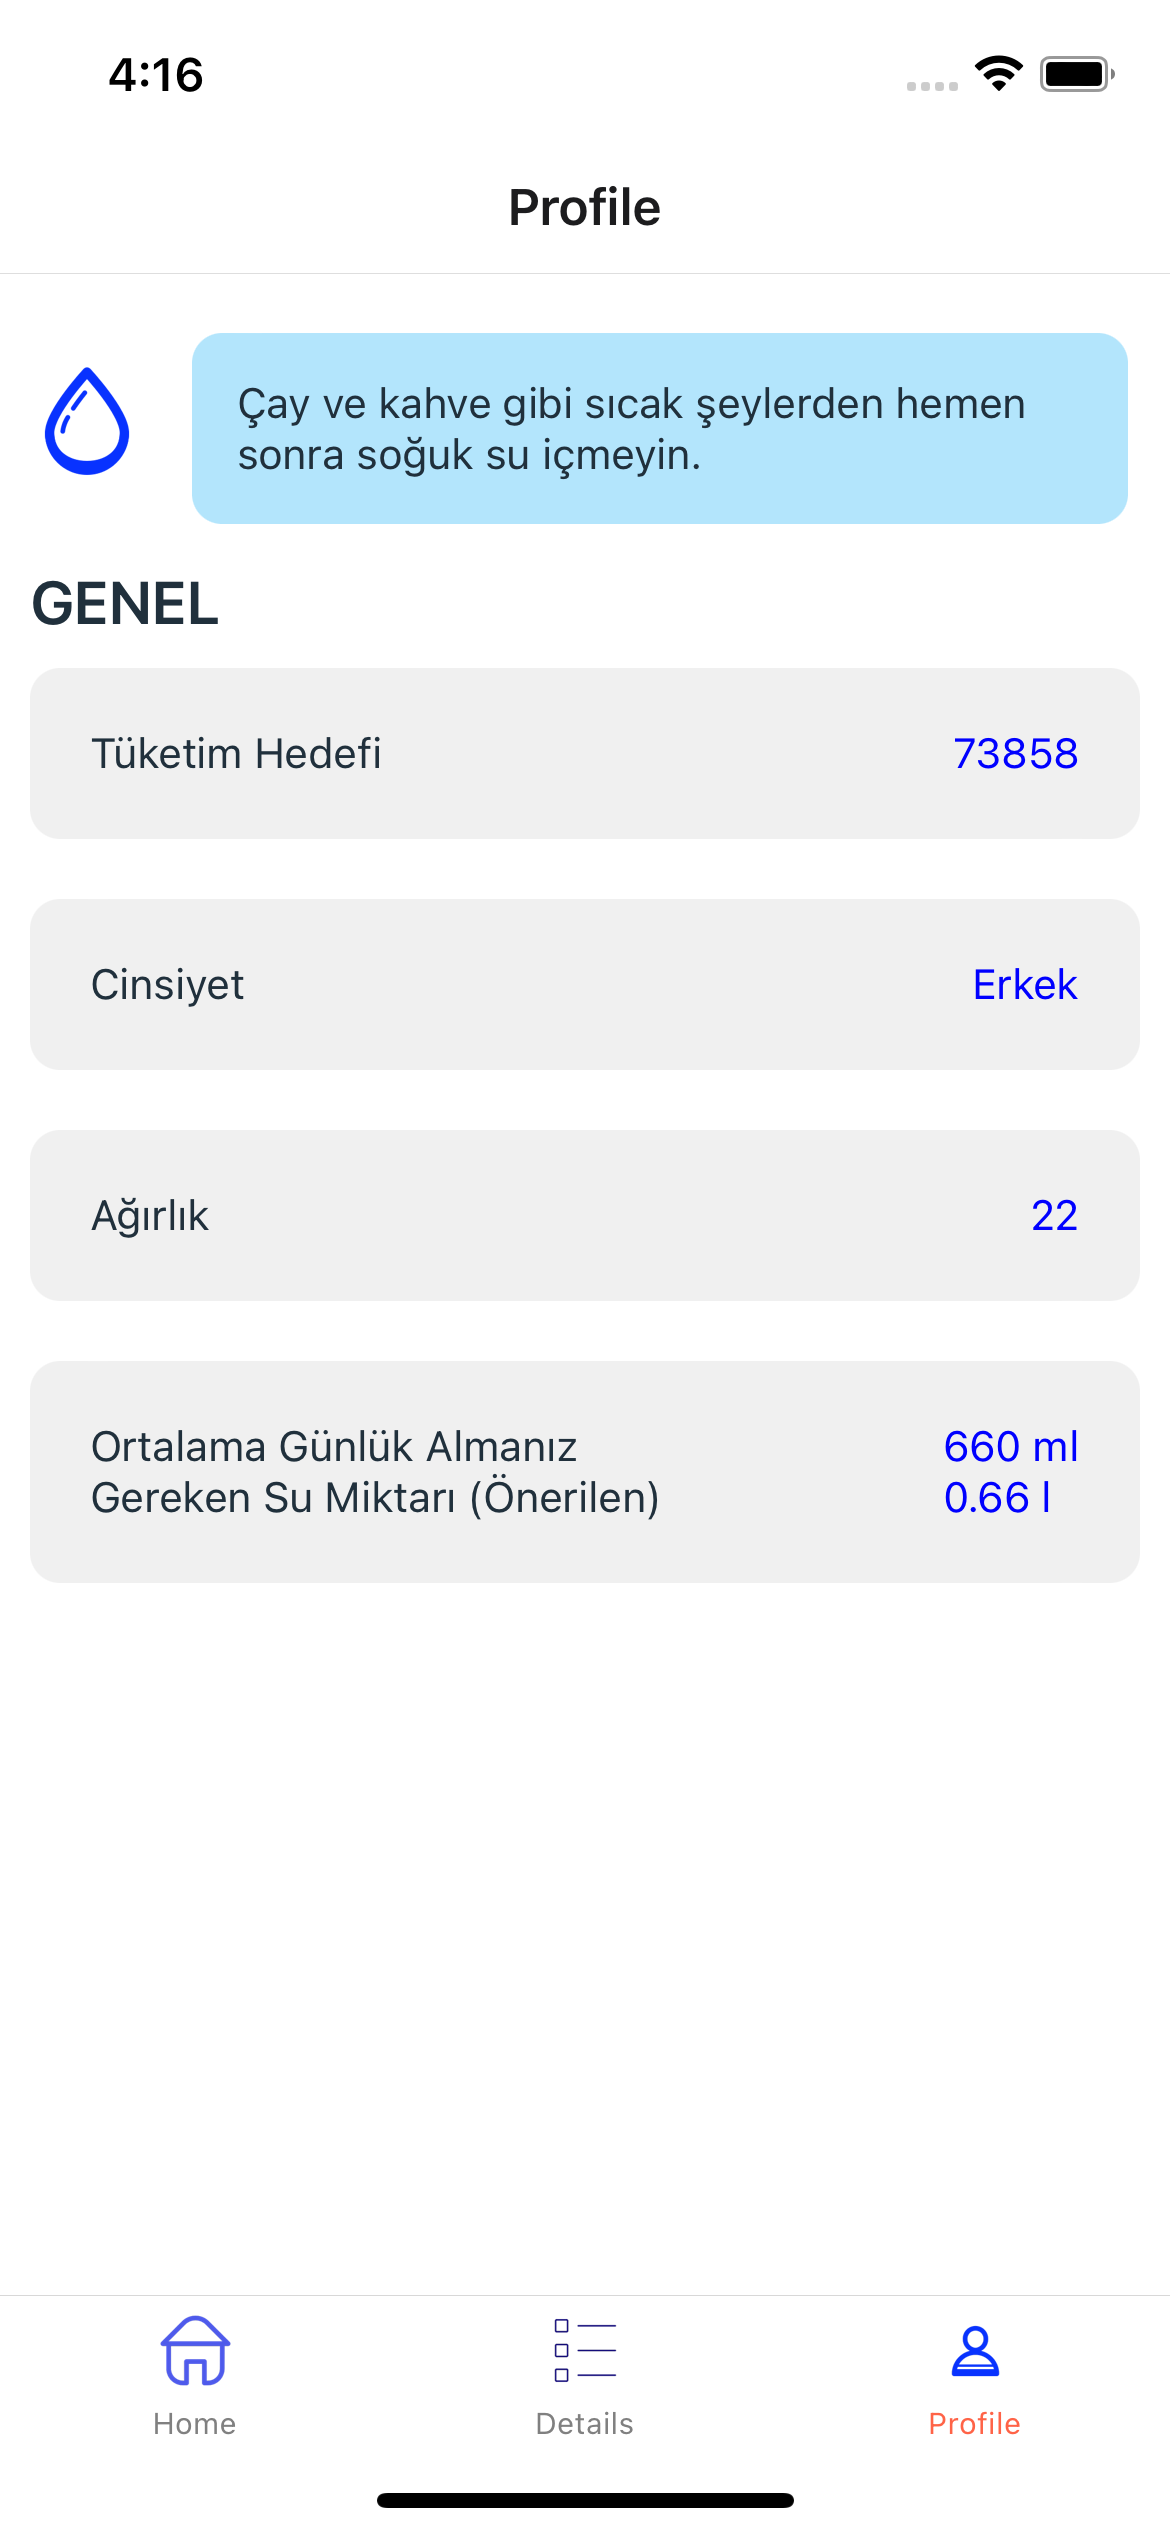 4:16
Profile
Çay ve kahve gibi sıcak şeylerden hemen
sonra soğuk su içmeyin.
GENEL
Tüketim Hedefi
73858
Cinsiyet
Erkek
Ağırlık
22
Ortalama Günlük Almanız
Gereken Su Miktarı (Önerilen)
660 ml
0.66 l
Home
Details
Profile